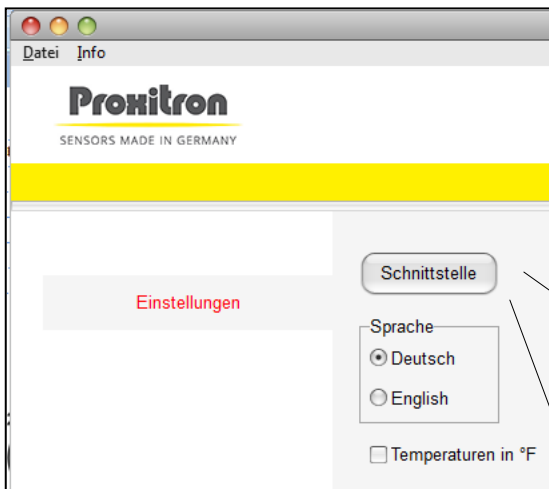 Datei Info
Proxitron
SENSORS MADE IN GERMANY
Schnittstelle
Einstellungen
Sprache
Deutsch
English
Temperaturen in °F